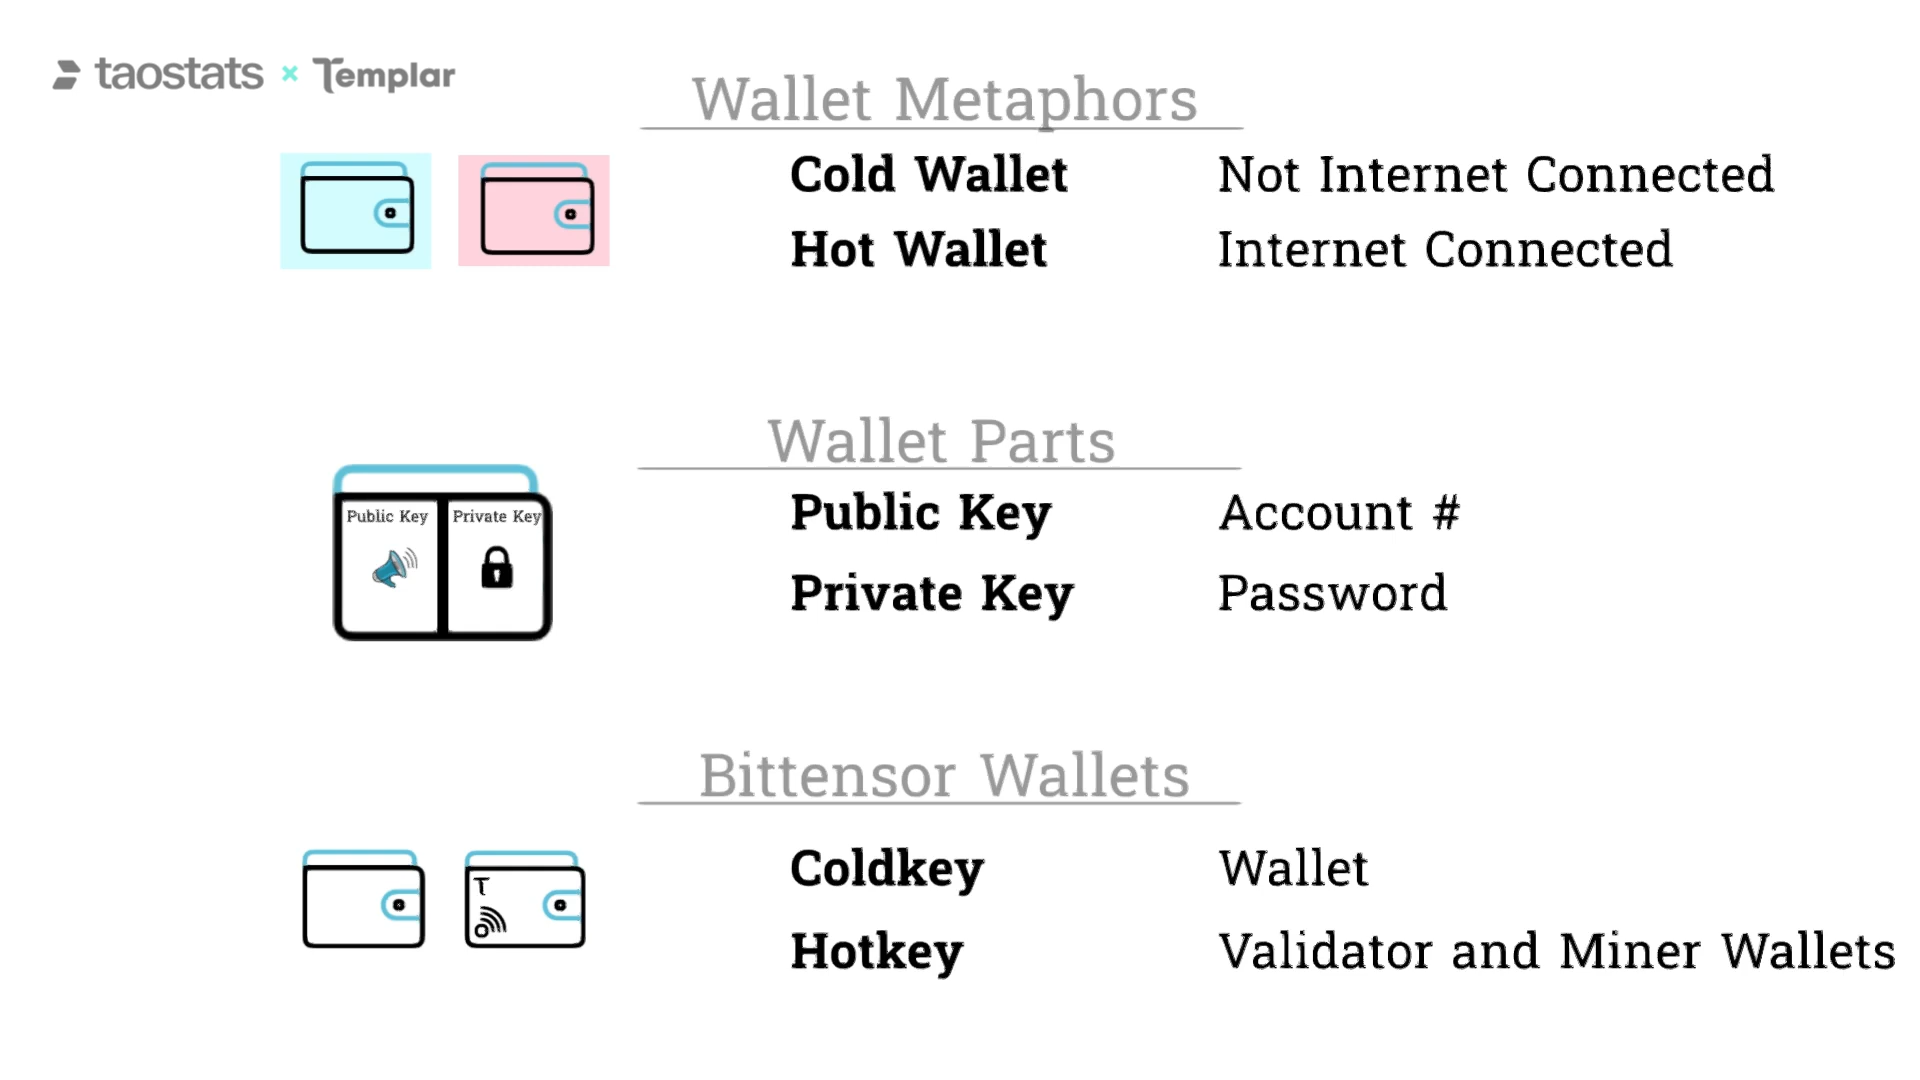 taostats × Templar
Wallet Metaphors
Cold Wallet Not Internet Connected
Hot Wallet Internet Connected
Wallet Parts
Public Key Private Key
Public Key Account #
Private Key Password
Bittensor Wallets
Coldkey Wallet
Hotkey Validator and Miner Wallets